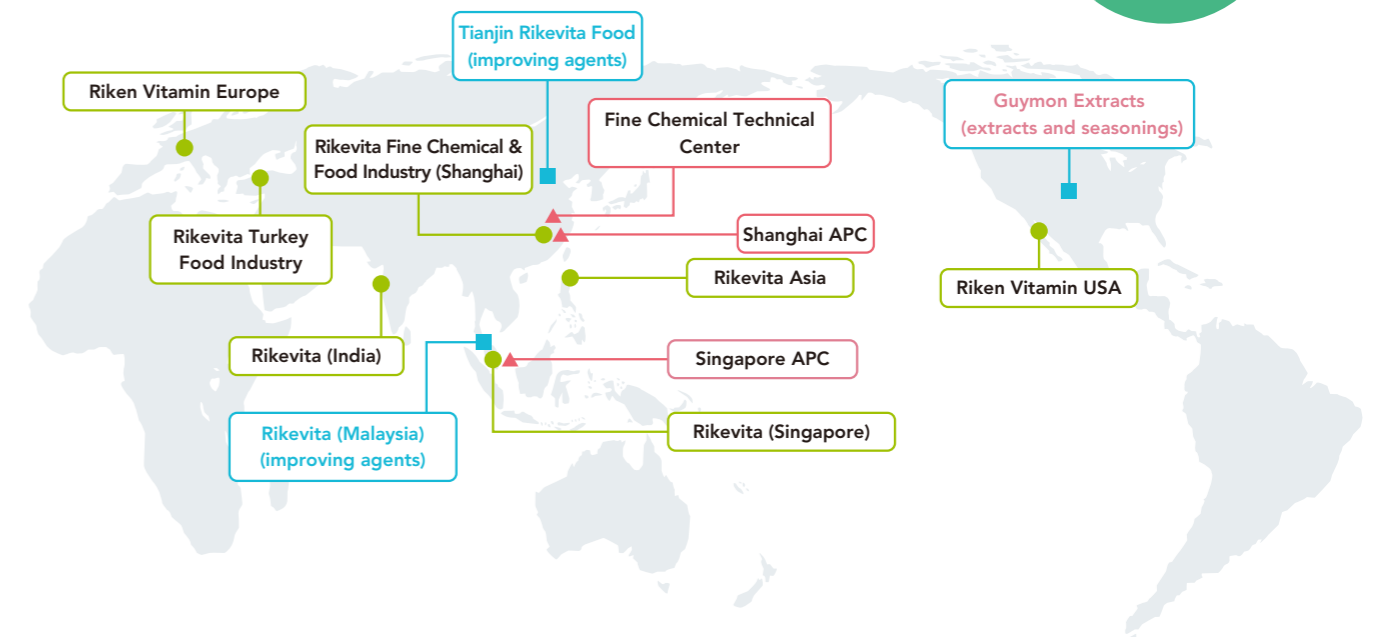 Tianjin Rikevita Food
(improving agents)
Riken Vitamin Europe
Guymon Extracts
(extracts and seasonings)
Fine Chemical Technical
Center
Rikevita Fine Chemical &
Food Industry (Shanghai)
Rikevita Turkey
Food Industry
Shanghai APC
Rikevita Asia
Riken Vitamin USA
Rikevita (India)
Singapore APC
Rikevita (Malaysia)
(improving agents)
Rikevita (Singapore)